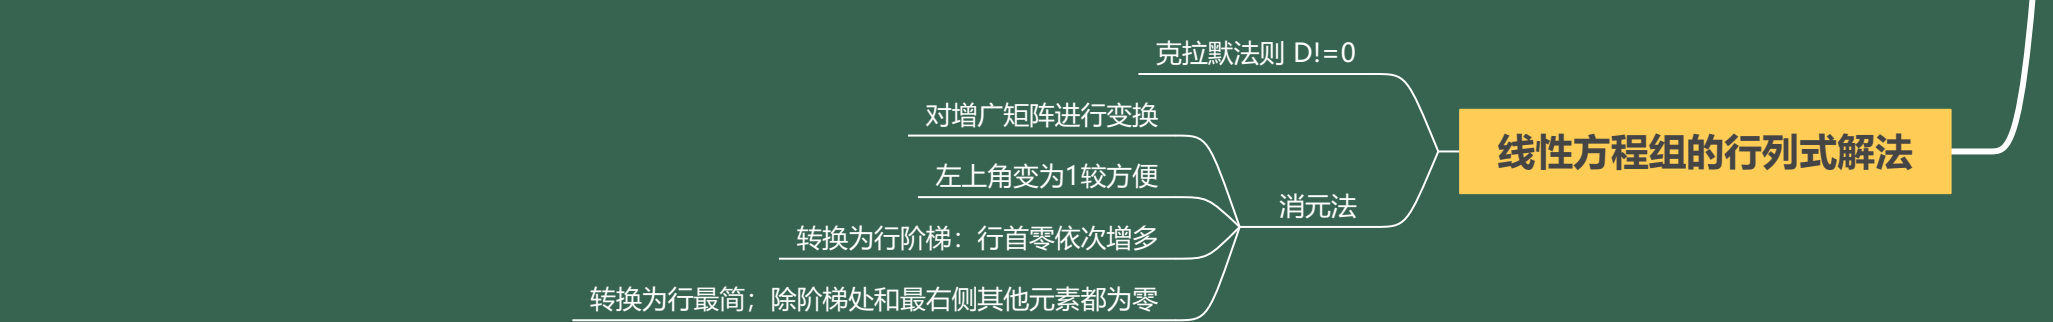 克拉默法则 D!=0
对增广矩阵进行变换
线性方程组的行列式解法
左上角变为1较方便
消元法
转换为行阶梯：行首零依次增多
转换为行最简；除阶梯处和最右侧其他元素都为零